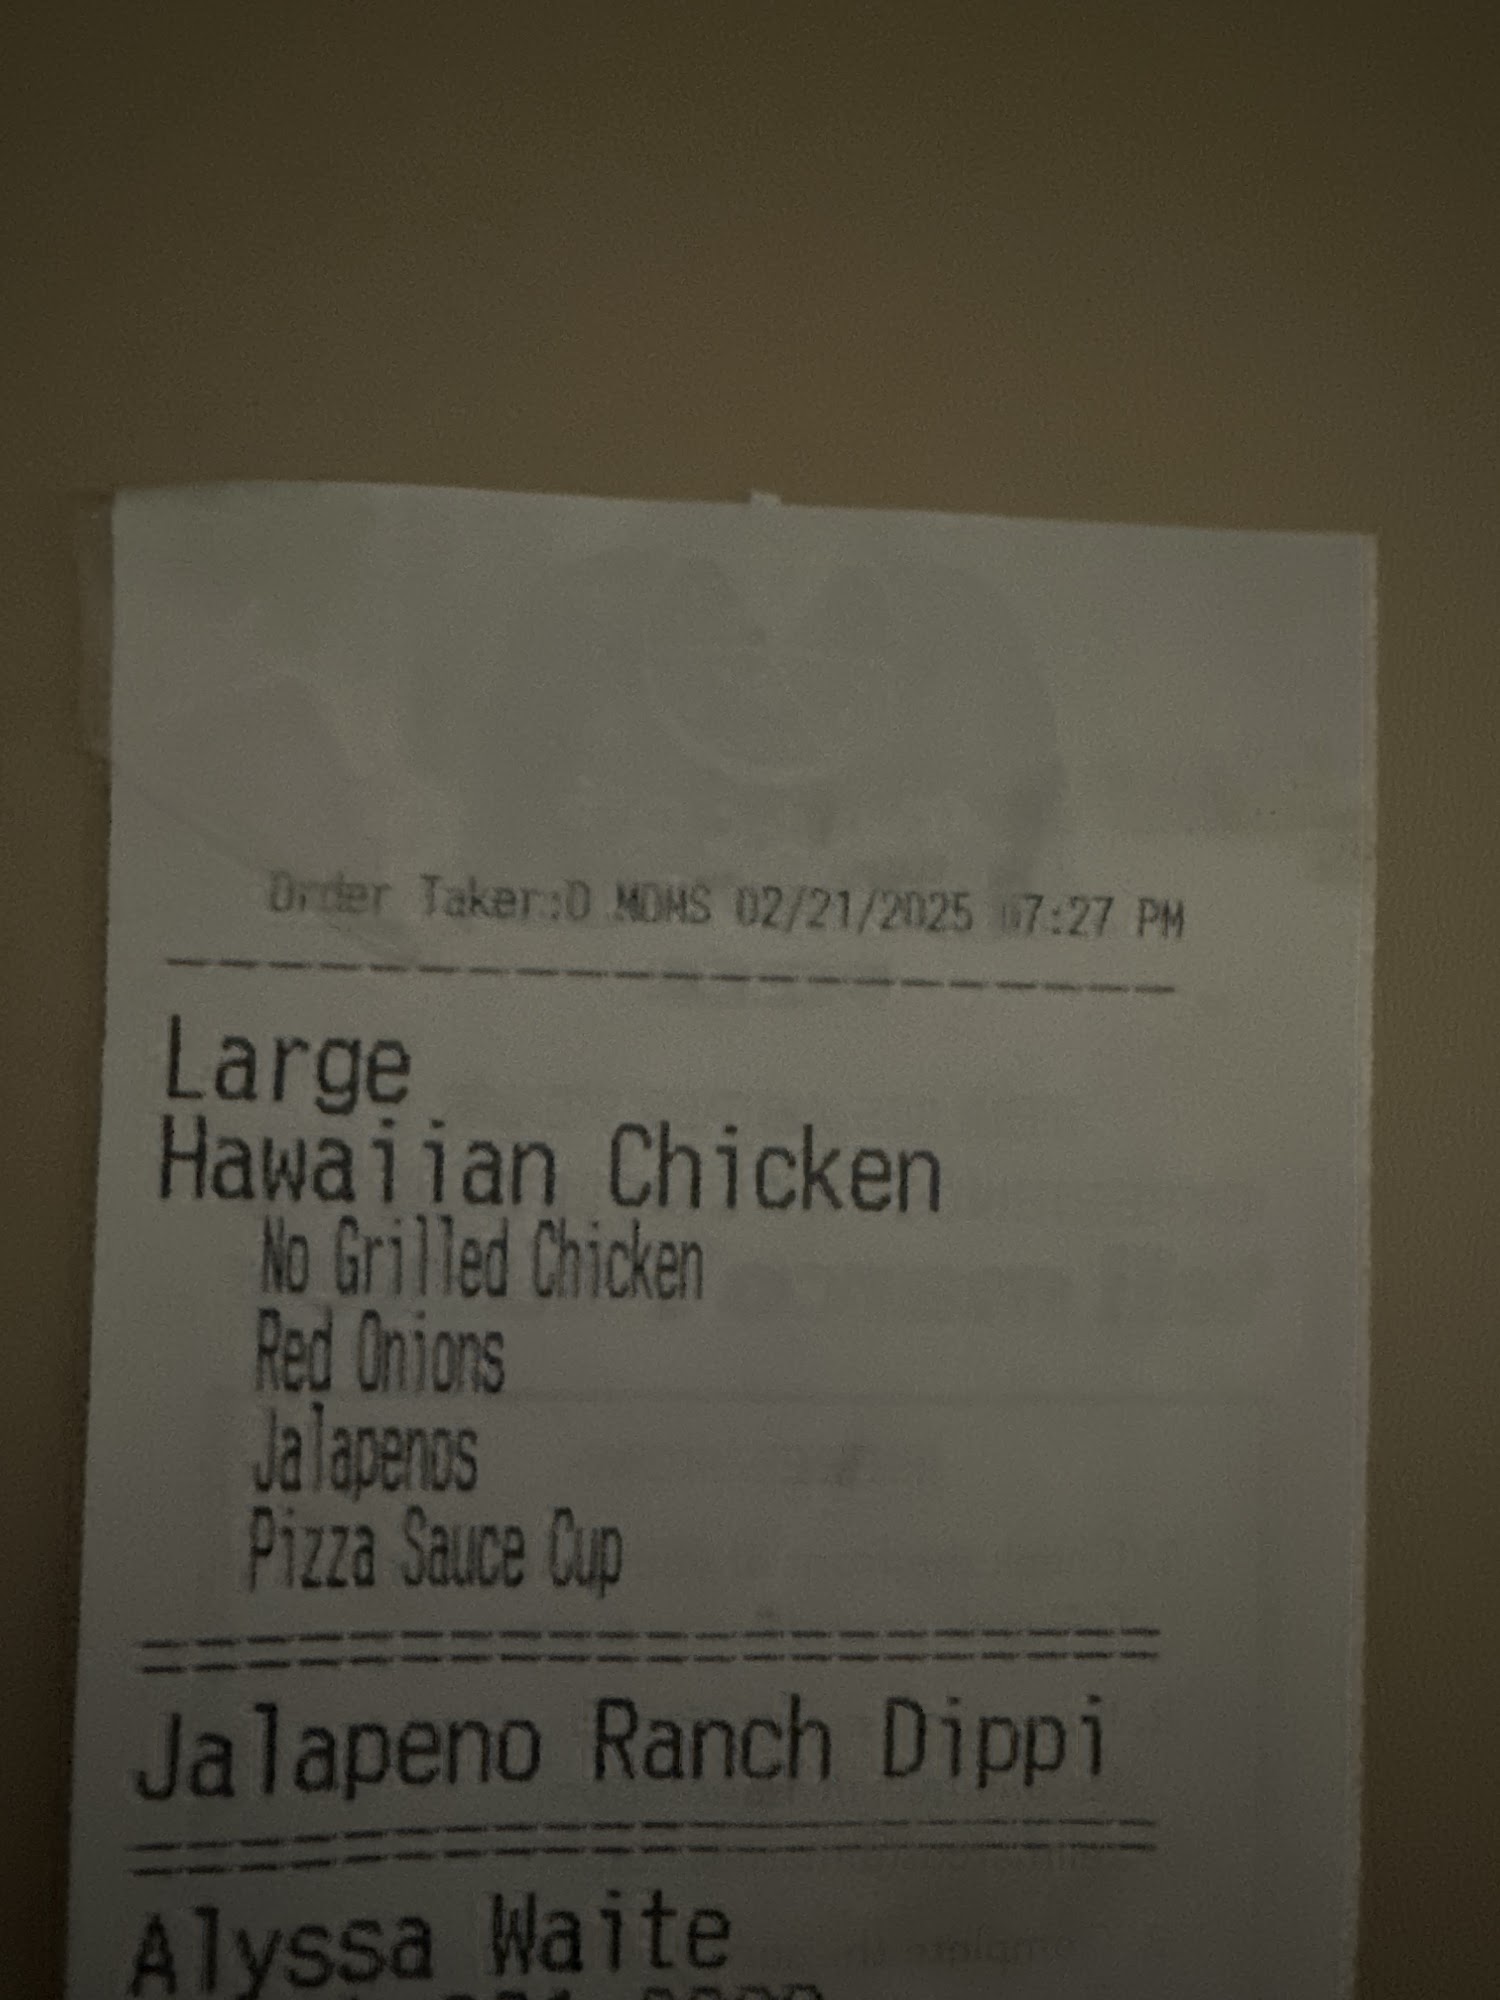 Order Taker:O MOMS 02/21/2025 07:27 PM
Large
Hawaiian Chicken
No Grilled Chicken
Red Onions
Jalapenos
Pizza Sauce Cup
Jalapeno Ranch Dippi
Alyssa Waite